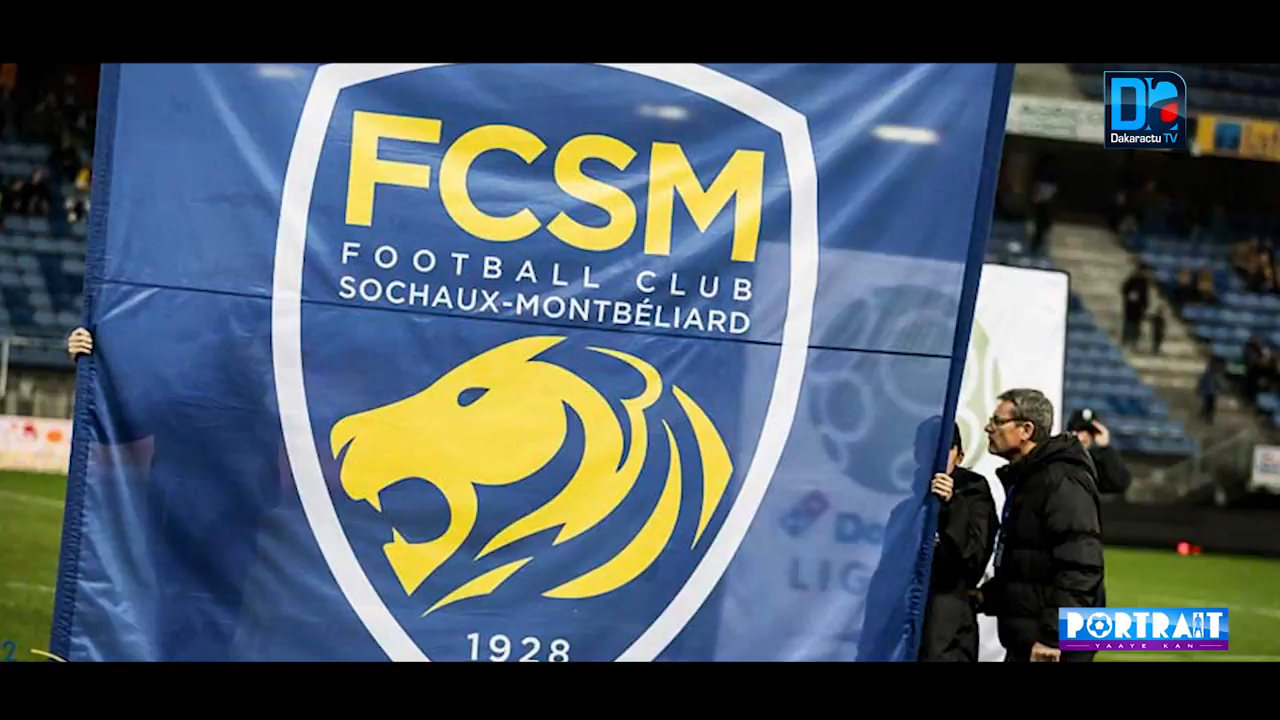 FCSM
FOOTBALL CLUB
SOCHAUX-MONTBÉLIARD
1928
Dakaractu TV
PORTRAIT
YAAYE KAN